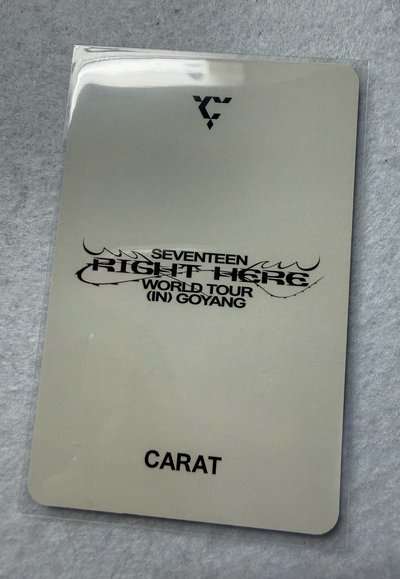 SEVENTEEN
RIGHT HERE
WORLD TOUR
(IN) GOYANG
CARAT